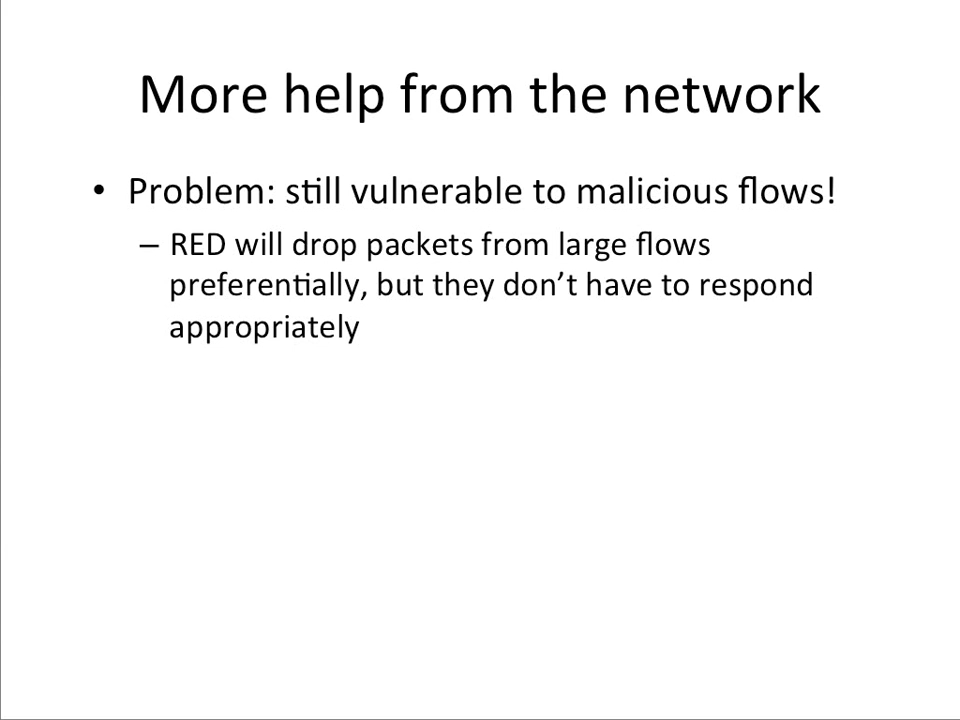 More help from the network
• Problem: still vulnerable to malicious flows!
– RED will drop packets from large flows
preferentially, but they don’t have to respond
appropriately